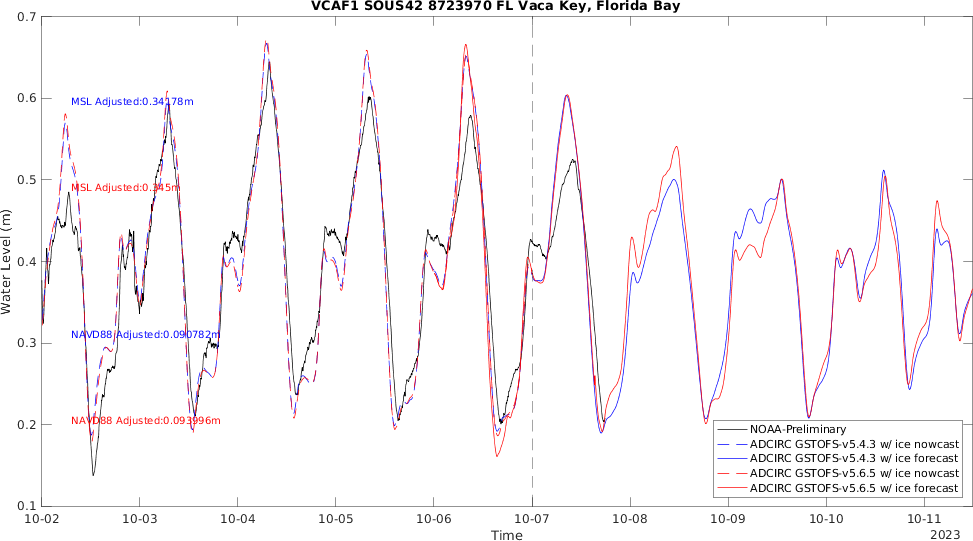 VCAF1 SOUS42 8723970 FL Vaca Key, Florida Bay
Water Level (m)
0.7
0.6
0.5
0.4
0.3
0.2
0.1
MSL Adjusted:0.34178m
MSL Adjusted:0.345m
NAVD88 Adjusted:0.090782m
NAVD88 Adjusted:0.093996m
NOAA-Preliminary
ADCIRC GSTOFS-v5.4.3 w/ ice nowcast
ADCIRC GSTOFS-v5.4.3 w/ ice forecast
ADCIRC GSTOFS-v5.6.5 w/ ice nowcast
ADCIRC GSTOFS-v5.6.5 w/ ice forecast
10-02 10-03 10-04 10-05 10-06 10-07 10-08 10-09 10-10 10-11
Time
2023